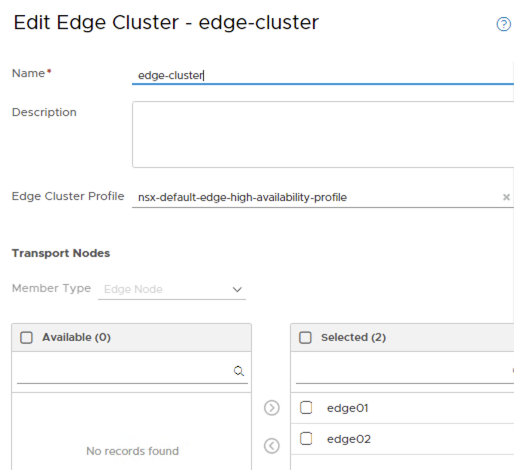 Edit Edge Cluster - edge-cluster
Name*
edge-cluster
Description
Edge Cluster Profile
nsx-default-edge-high-availability-profile
Transport Nodes
Member Type
Edge Node
Available (0)
Selected (2)
edge01
edge02
No records found